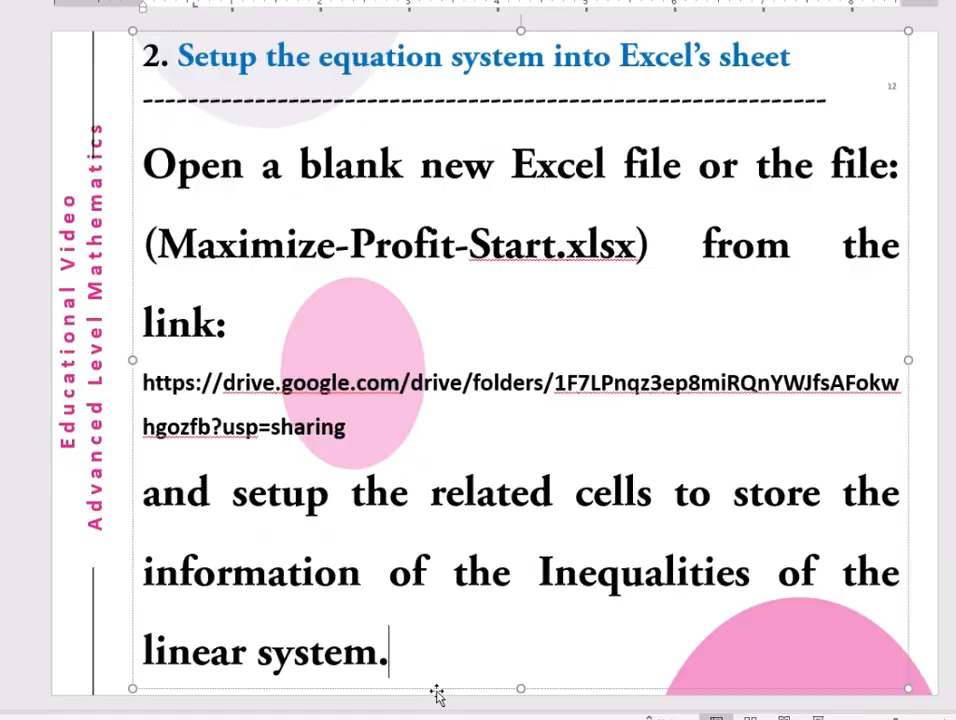 2. Setup the equation system into Excel's sheet
--------------------------------------------------------------
12
Open a blank new Excel file or the file:
(Maximize-Profit-Start.xlsx) from the
link:
https://drive.google.com/drive/folders/1F7LPnqz3ep8miRQnYWJfsAFokw
hgozfb?usp=sharing
and setup the related cells to store the
information of the Inequalities of the
linear system.
Educational Video
Advanced Level Mathematics